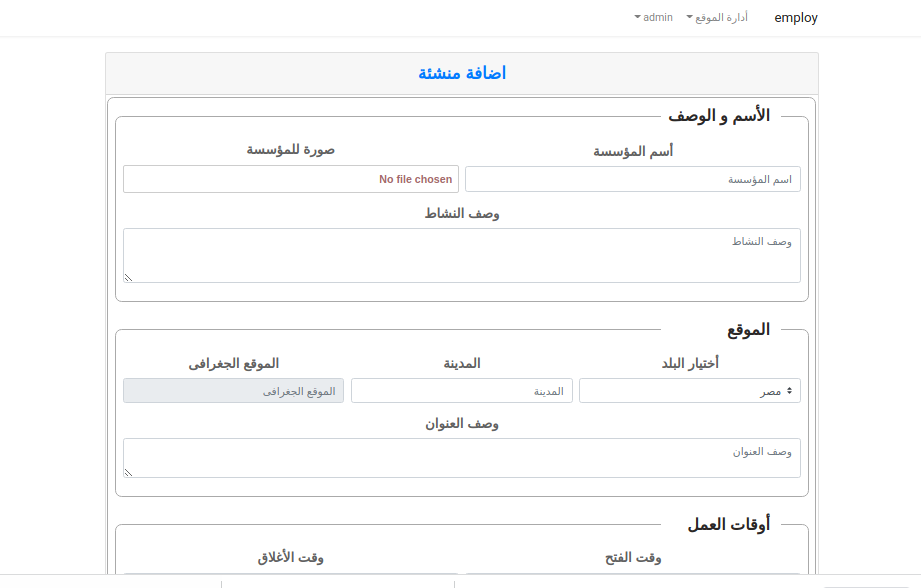 employ
أدارة الموقع
admin
اضافة منشئة
الأسم و الوصف
أسم المؤسسة
صورة للمؤسسة
اسم المؤسسة
No file chosen
وصف النشاط
وصف النشاط
الموقع
أختيار البلد
المدينة
الموقع الجغرافى
مصر
المدينة
الموقع الجغرافى
وصف العنوان
وصف العنوان
أوقات العمل
وقت الفتح
وقت الأغلاق